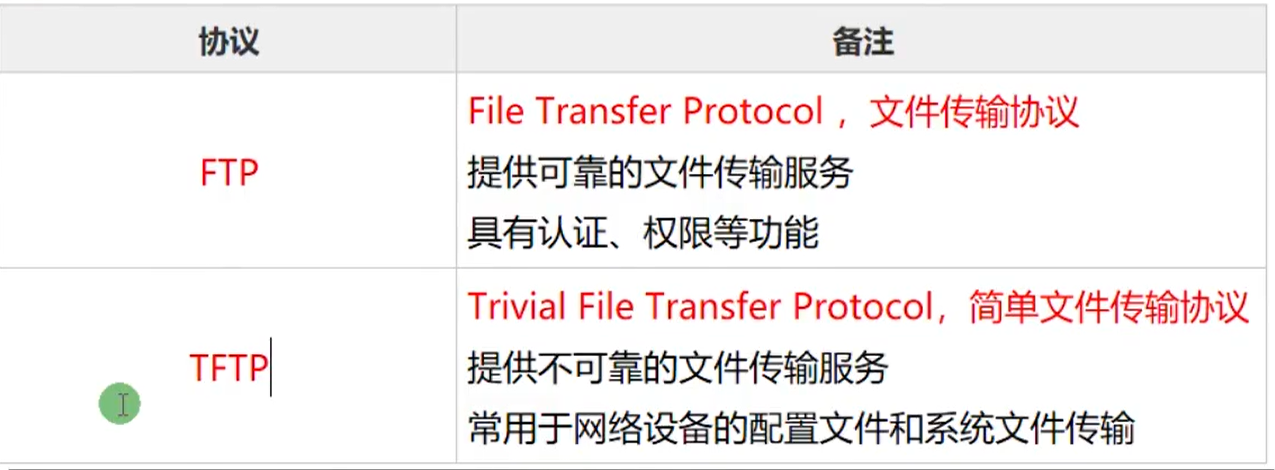 协议
备注
FTP
File Transfer Protocol ，文件传输协议
提供可靠的文件传输服务
具有认证、权限等功能
TFTP
Trivial File Transfer Protocol，简单文件传输协议
提供不可靠的文件传输服务
常用于网络设备的配置文件和系统文件传输